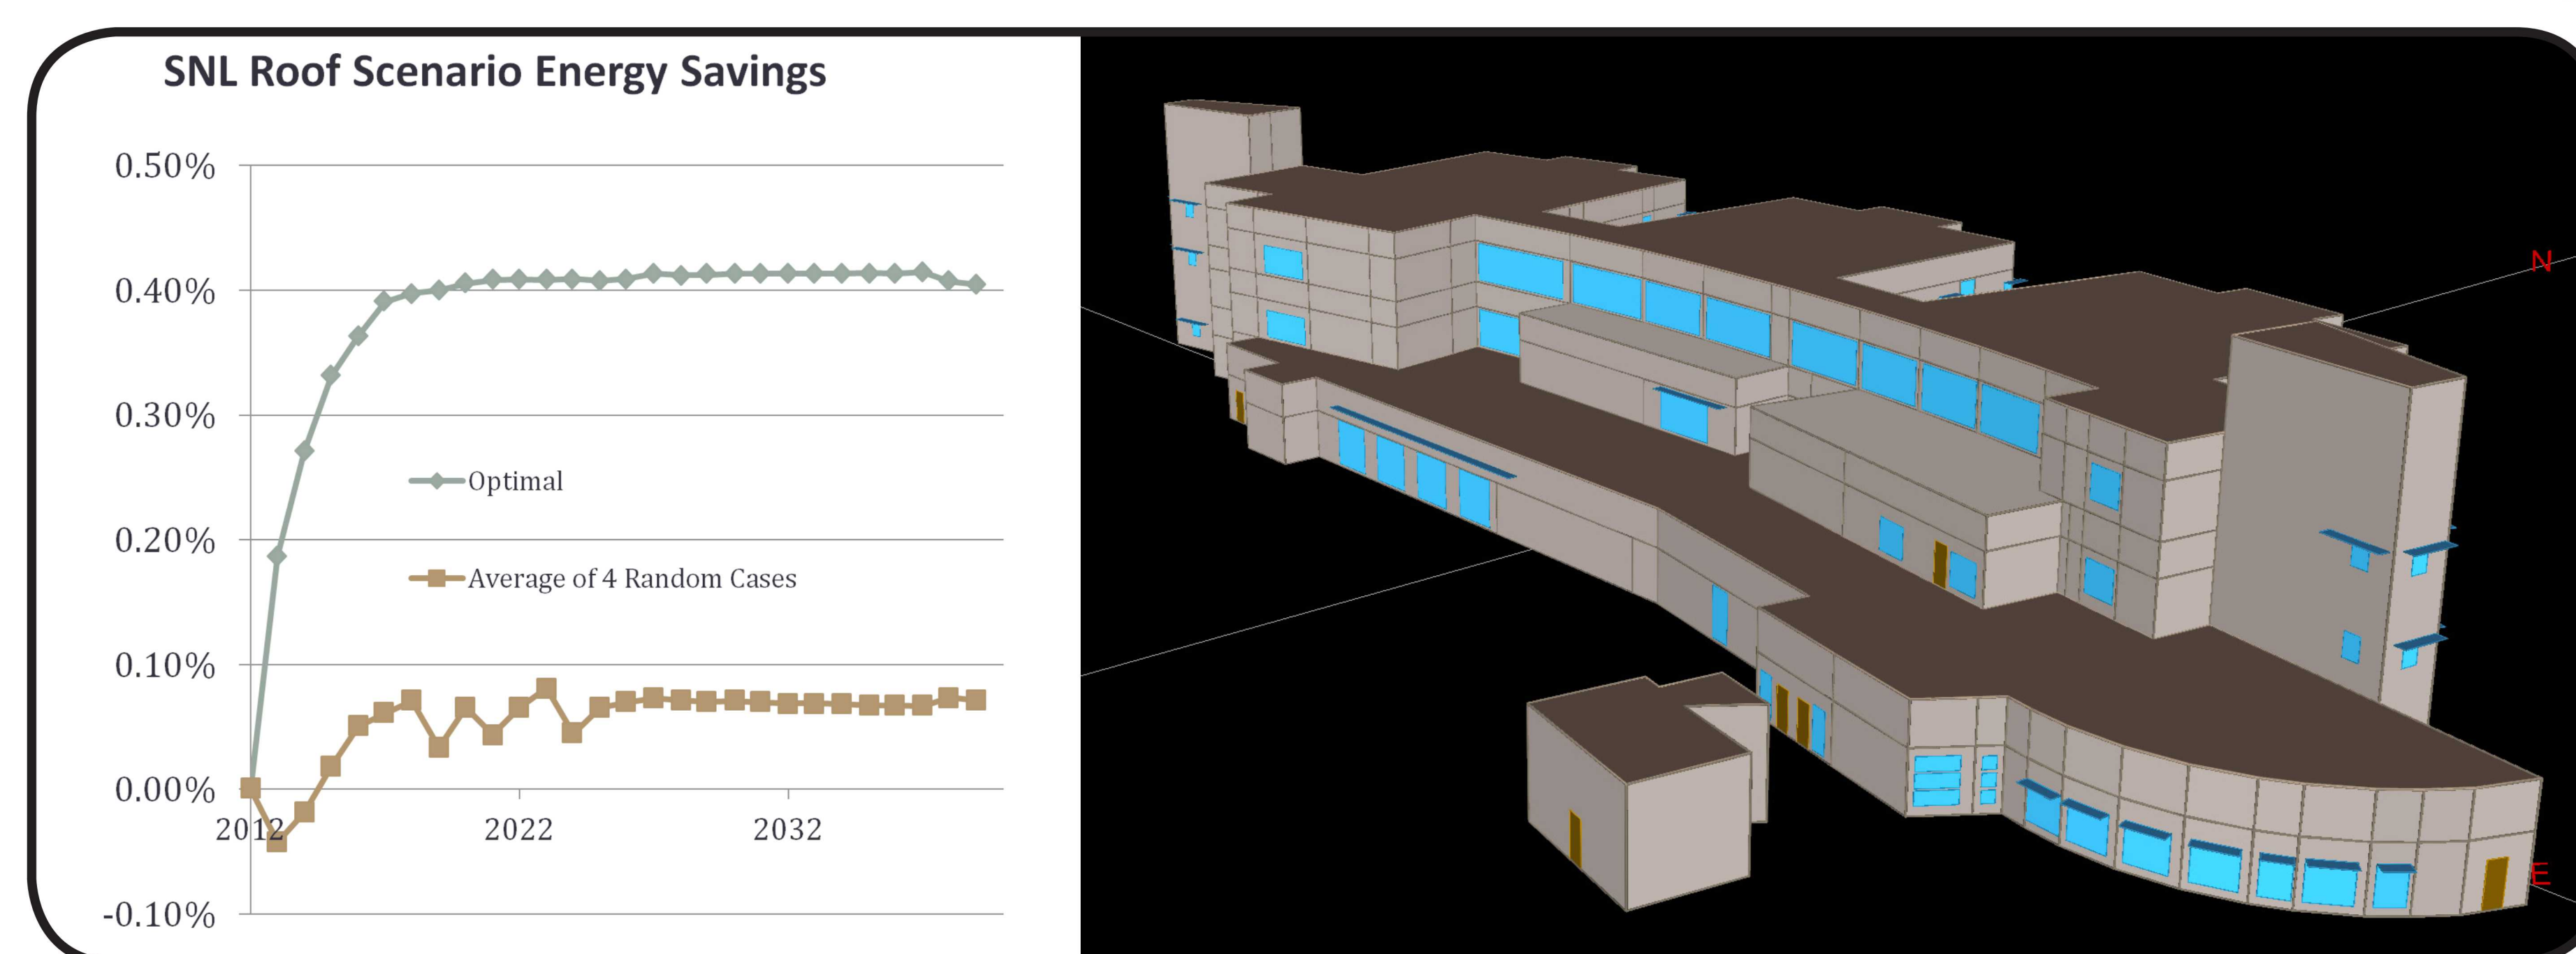 SNL Roof Scenario Energy Savings
0.50%
0.40%
0.30%
Optimal
0.20%
Average of 4 Random Cases
0.10%
0.00%
2012 2022 2032
-0.10%
N
E